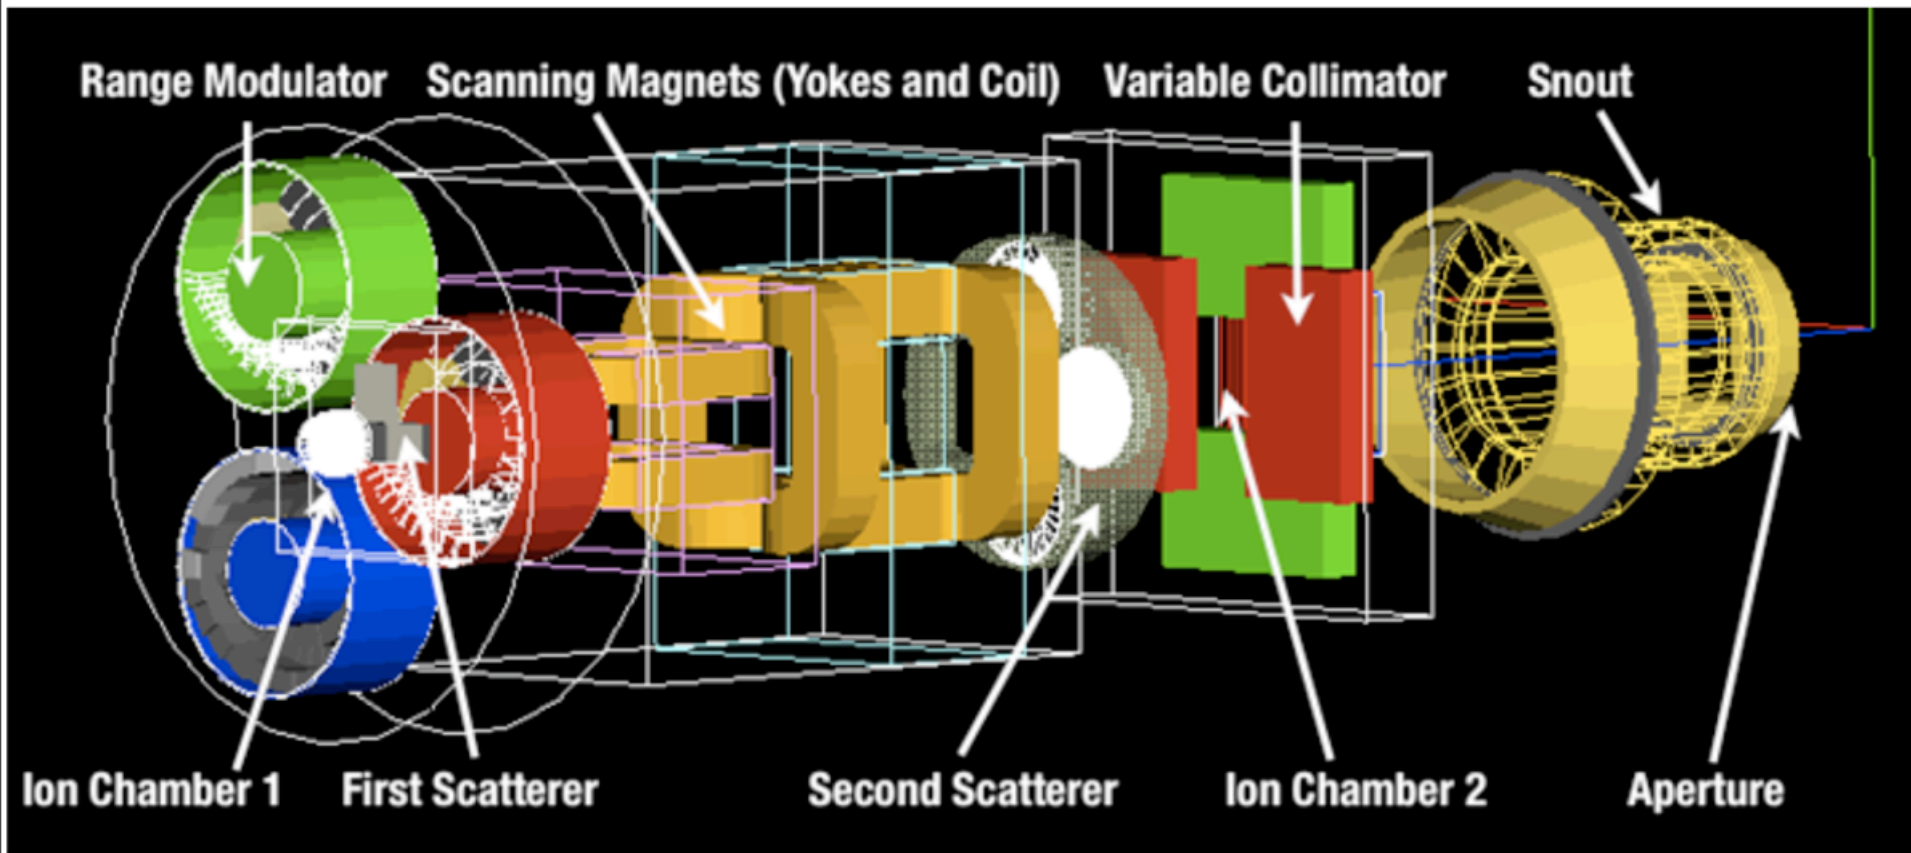 Range Modulator
Scanning Magnets (Yokes and Coil)
Variable Collimator
Snout
Ion Chamber 1
First Scatterer
Second Scatterer
Ion Chamber 2
Aperture